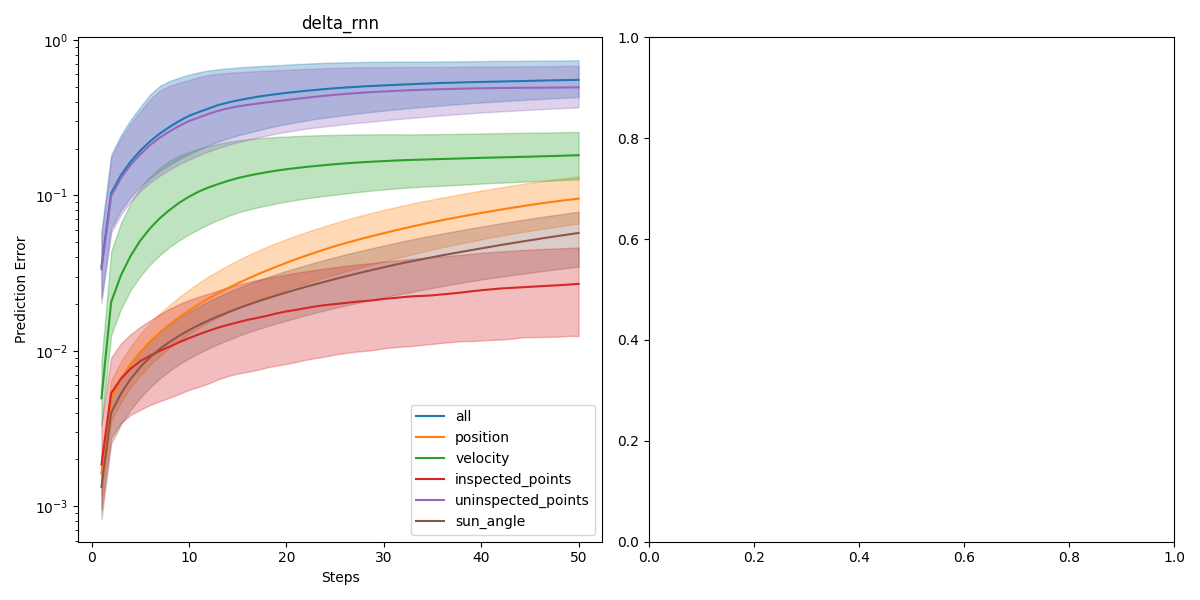 delta_rnn
10^0
10^-1
10^-2
10^-3
Prediction Error
0 10 20 30 40 50
Steps
all
position
velocity
inspected_points
uninspected_points
sun_angle
1.0
0.8
0.6
0.4
0.2
0.0
0.0 0.2 0.4 0.6 0.8 1.0